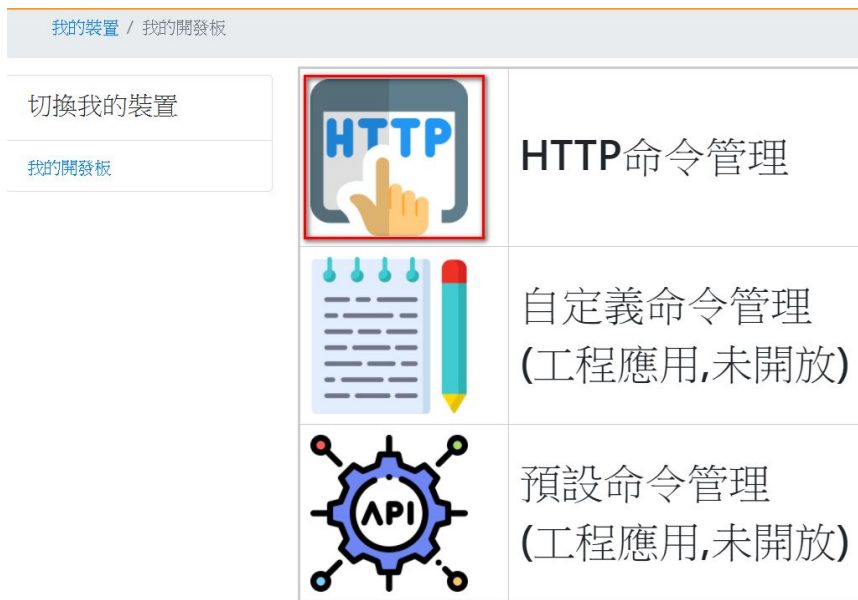 我的裝置 / 我的開發板
切換我的裝置
我的開發板
HTTP
HTTP命令管理
自定義命令管理
(工程應用,未開放)
API
預設命令管理
(工程應用,未開放)